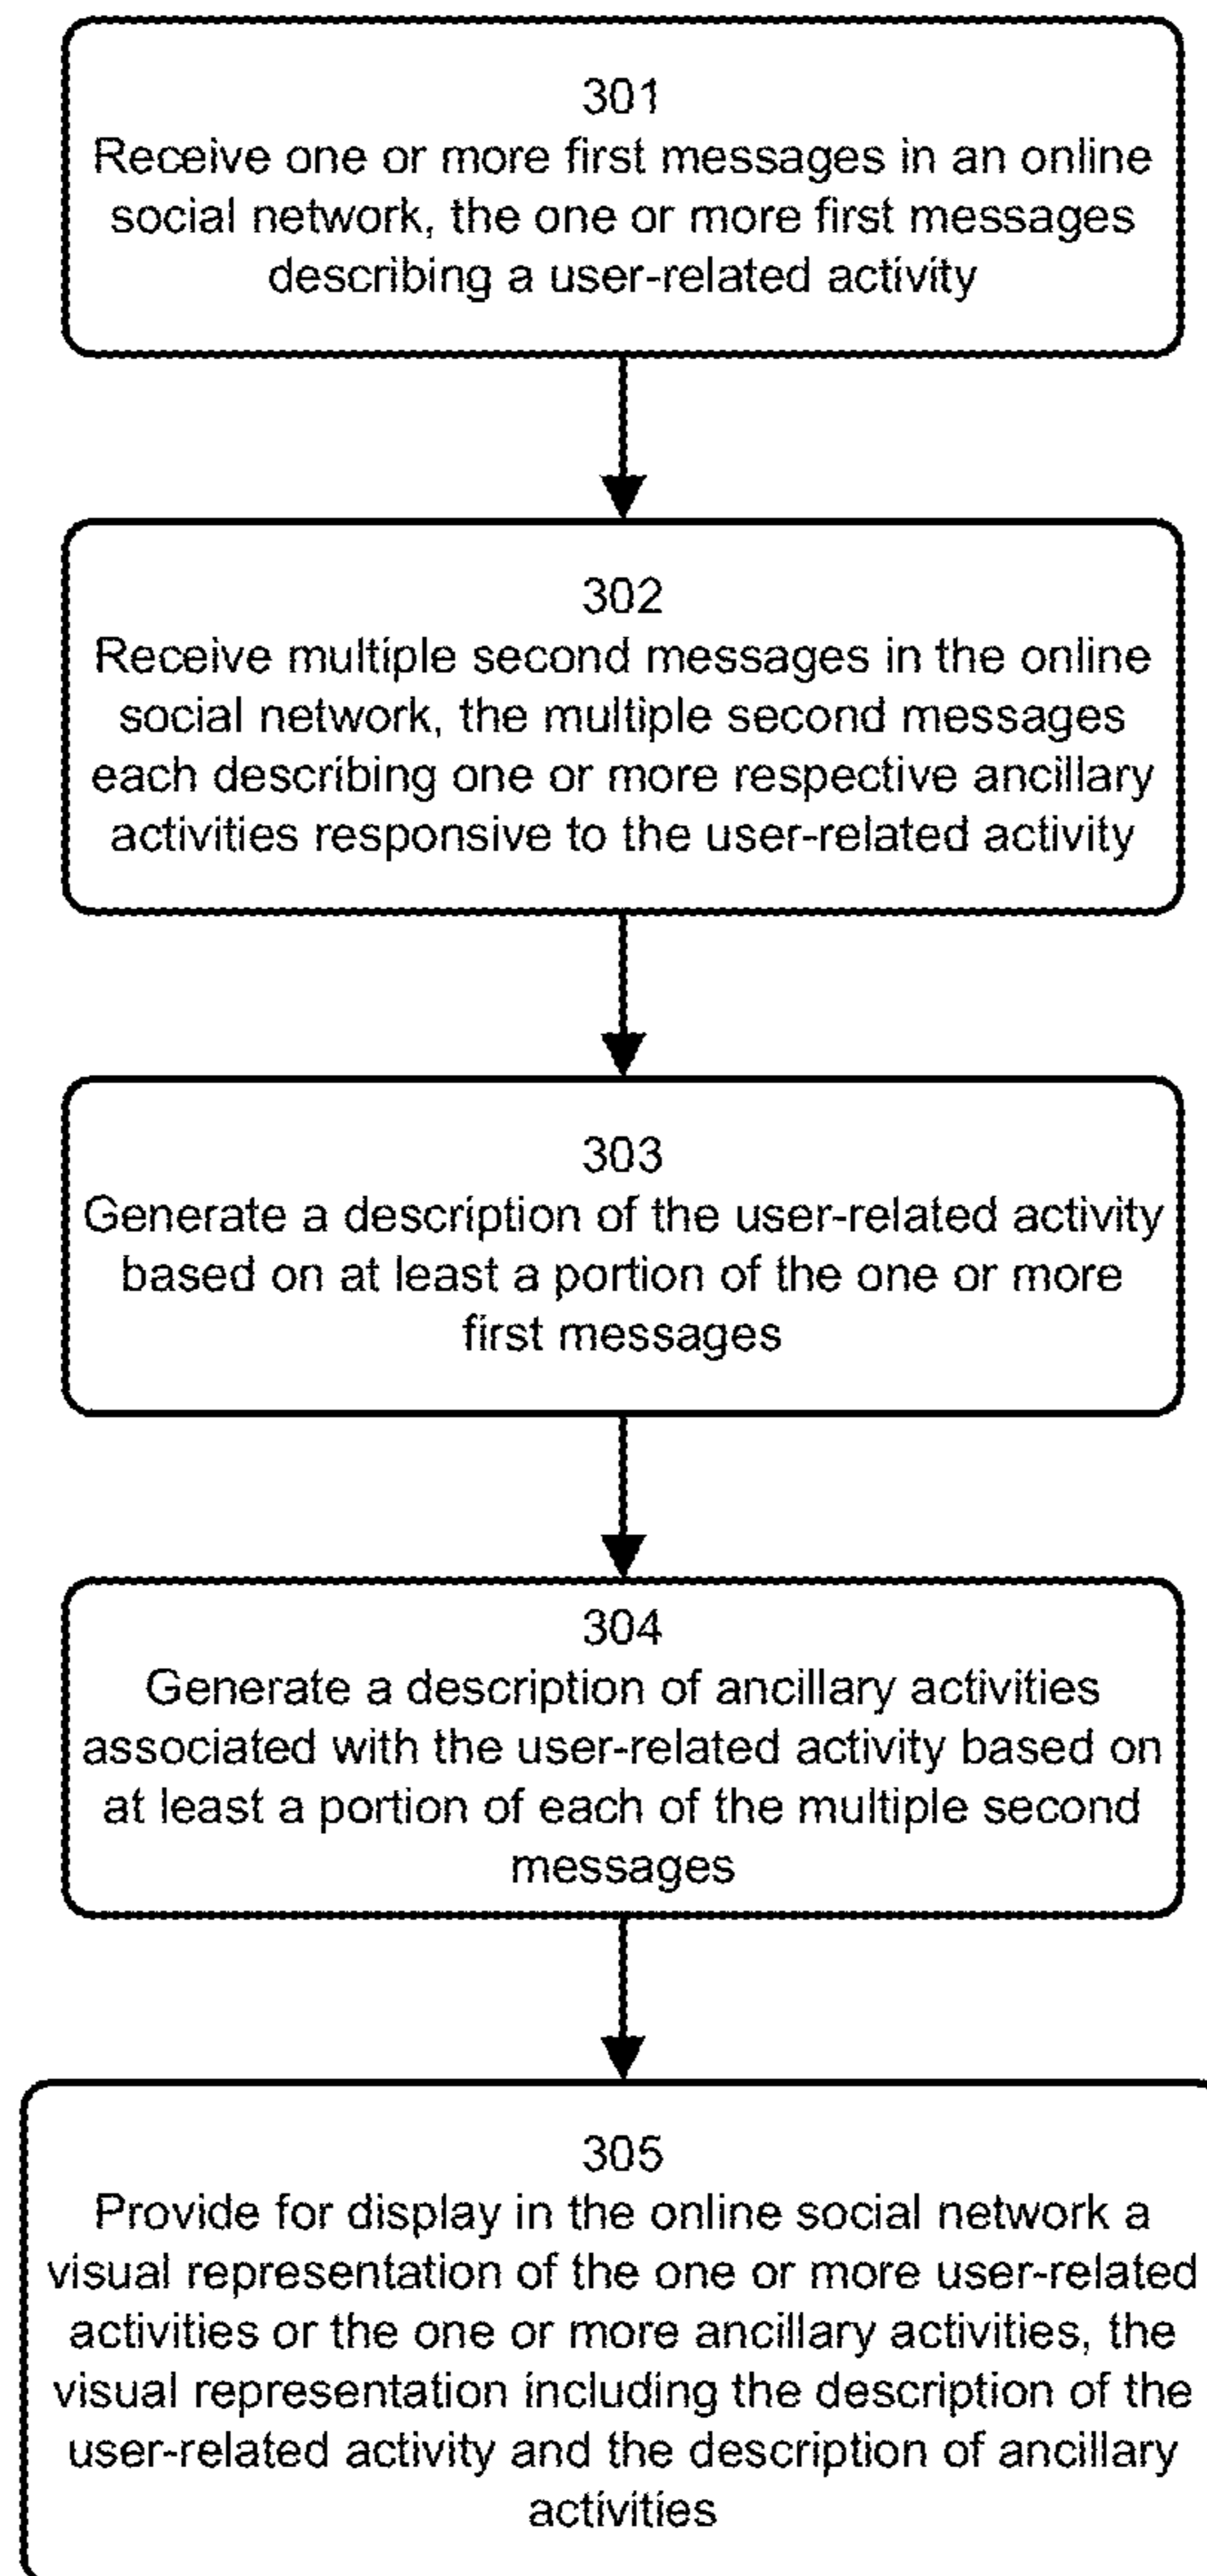 301
Receive one or more first messages in an online
social network, the one or more first messages
describing a user-related activity
302
Receive multiple second messages in the online
social network, the multiple second messages
each describing one or more respective ancillary
activities responsive to the user-related activity
303
Generate a description of the user-related activity
based on at least a portion of the one or more
first messages
304
Generate a description of ancillary activities
associated with the user-related activity based on
at least a portion of each of the multiple second
messages
305
Provide for display in the online social network a
visual representation of the one or more user-related
activities or the one or more ancillary activities, the
visual representation including the description of the
user-related activity and the description of ancillary
activities